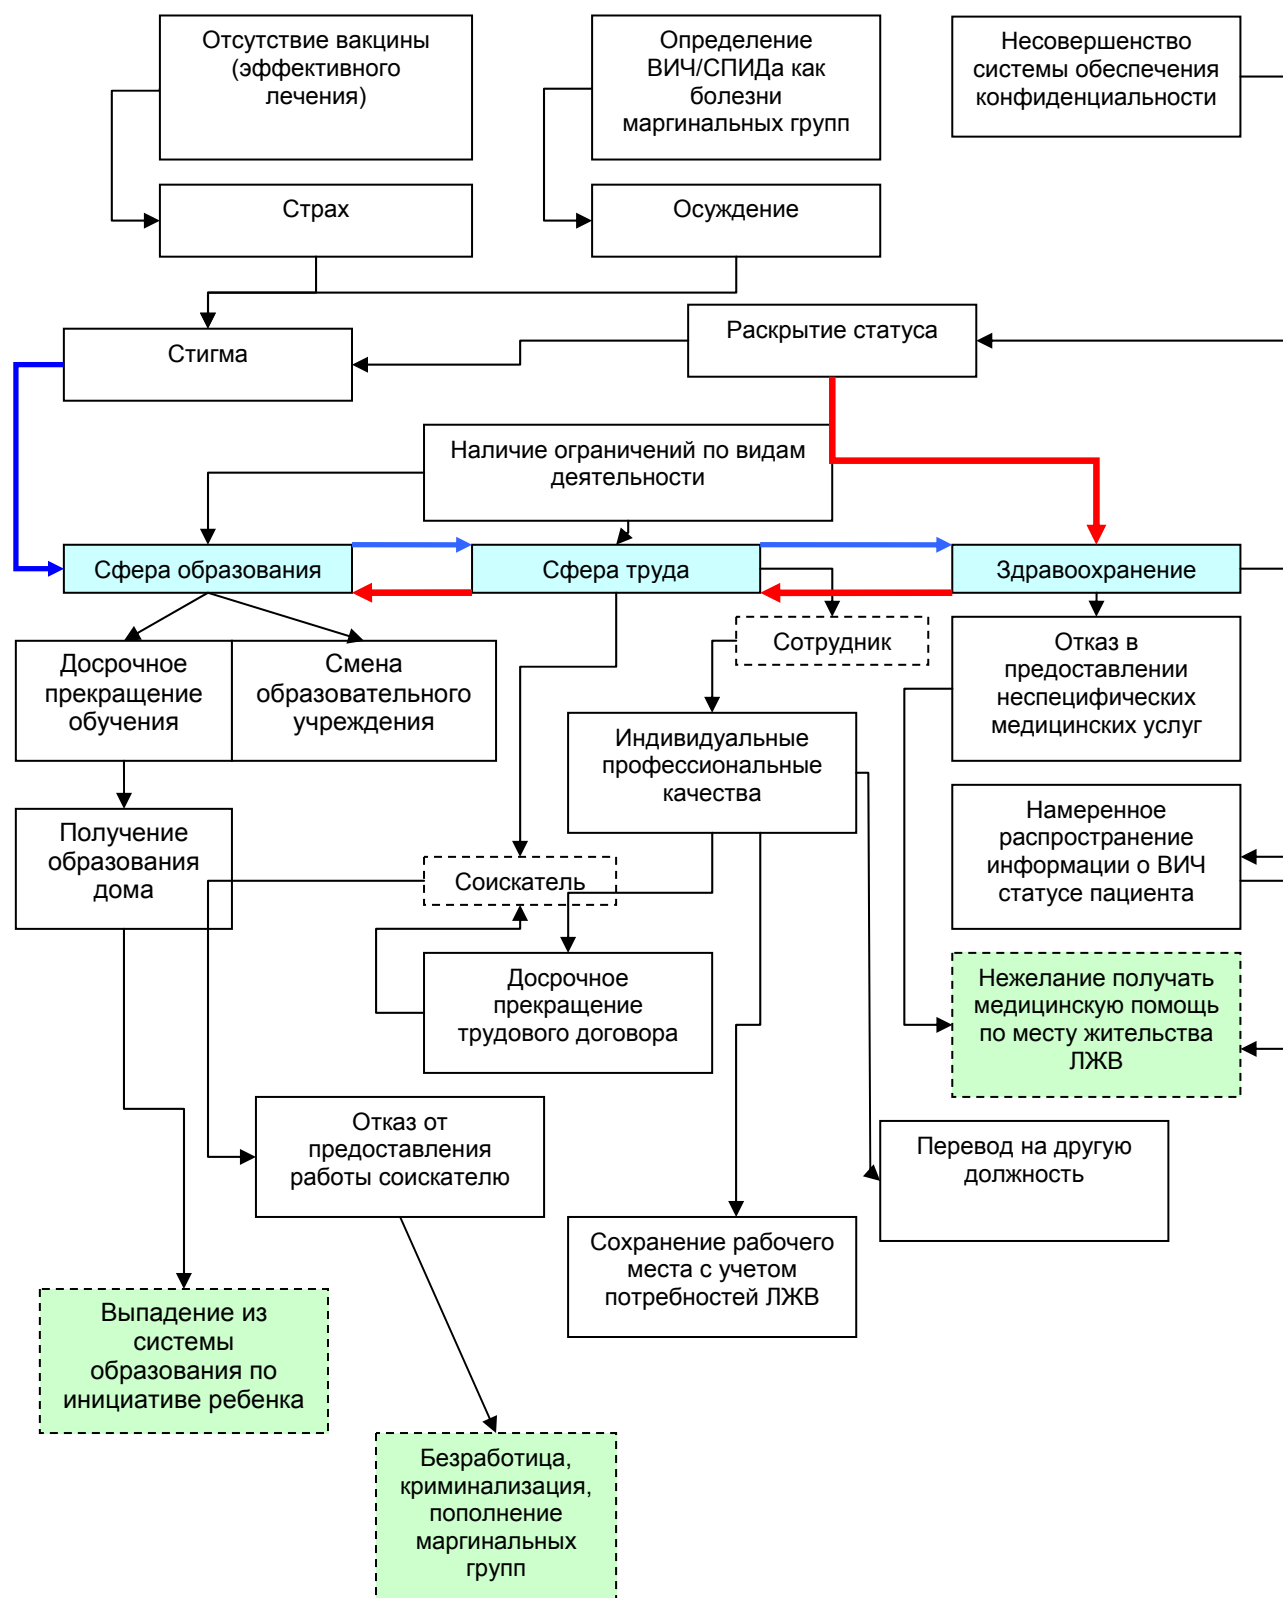 Отсутствие вакцины
(эффективного
лечения)
Определение
ВИЧ/СПИДа как
болезни
маргинальных групп
Несовершенство
системы обеспечения
конфиденциальности
Страх
Осуждение
Раскрытие статуса
Стигма
Наличие ограничений по видам
деятельности
Сфера образования
Сфера труда
Здравоохранение
Сотрудник
Досрочное
прекращение
обучения
Смена
образовательного
учреждения
Отказ в
предоставлении
неспецифических
медицинских услуг
Индивидуальные
профессиональные
качества
Получение
образования
дома
Намеренное
распространение
информации о ВИЧ
статусе пациента
Соискатель
Досрочное
прекращение
трудового договора
Нежелание получать
медицинскую помощь
по месту жительства
ЛЖВ
Отказ от
предоставления
работы соискателю
Перевод на другую
должность
Сохранение рабочего
места с учетом
потребностей ЛЖВ
Выпадение из
системы
образования по
инициативе ребенка
Безработица,
криминализация,
пополнение
маргинальных
групп